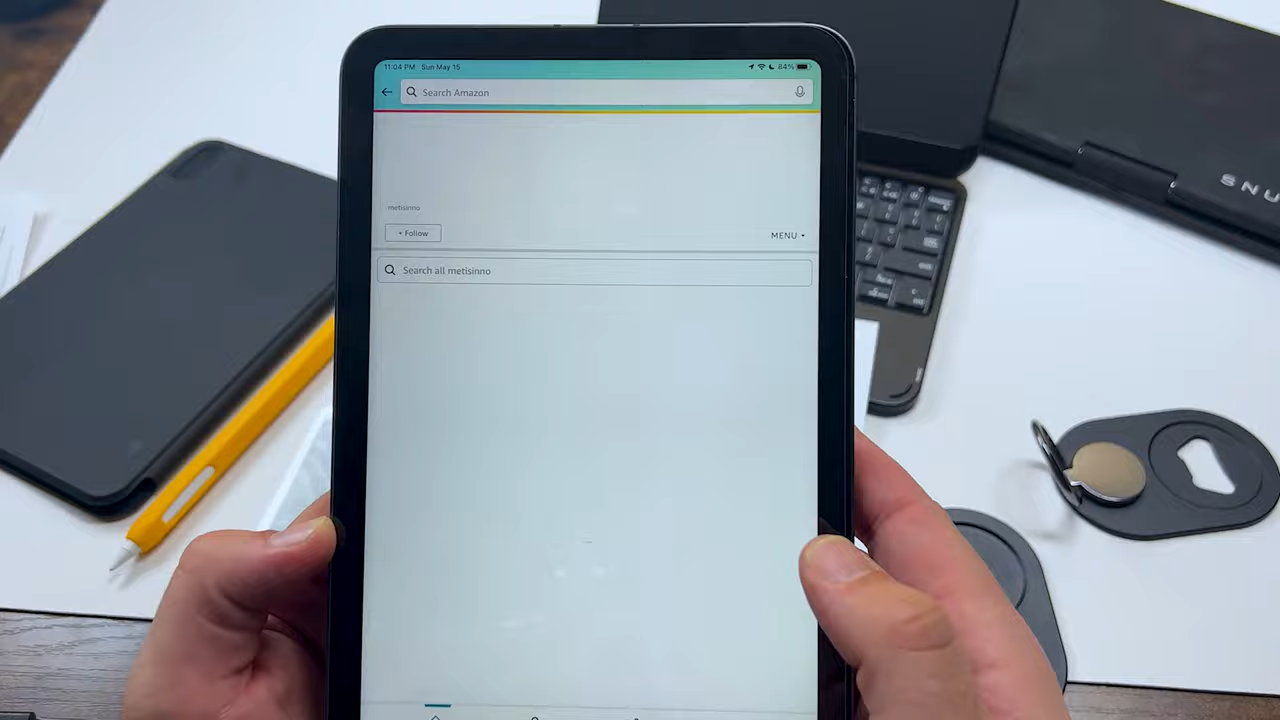 11:04 PM Sun May 15
84%
Search Amazon
metisinno
+ Follow
MENU
Search all metisinno
SNU